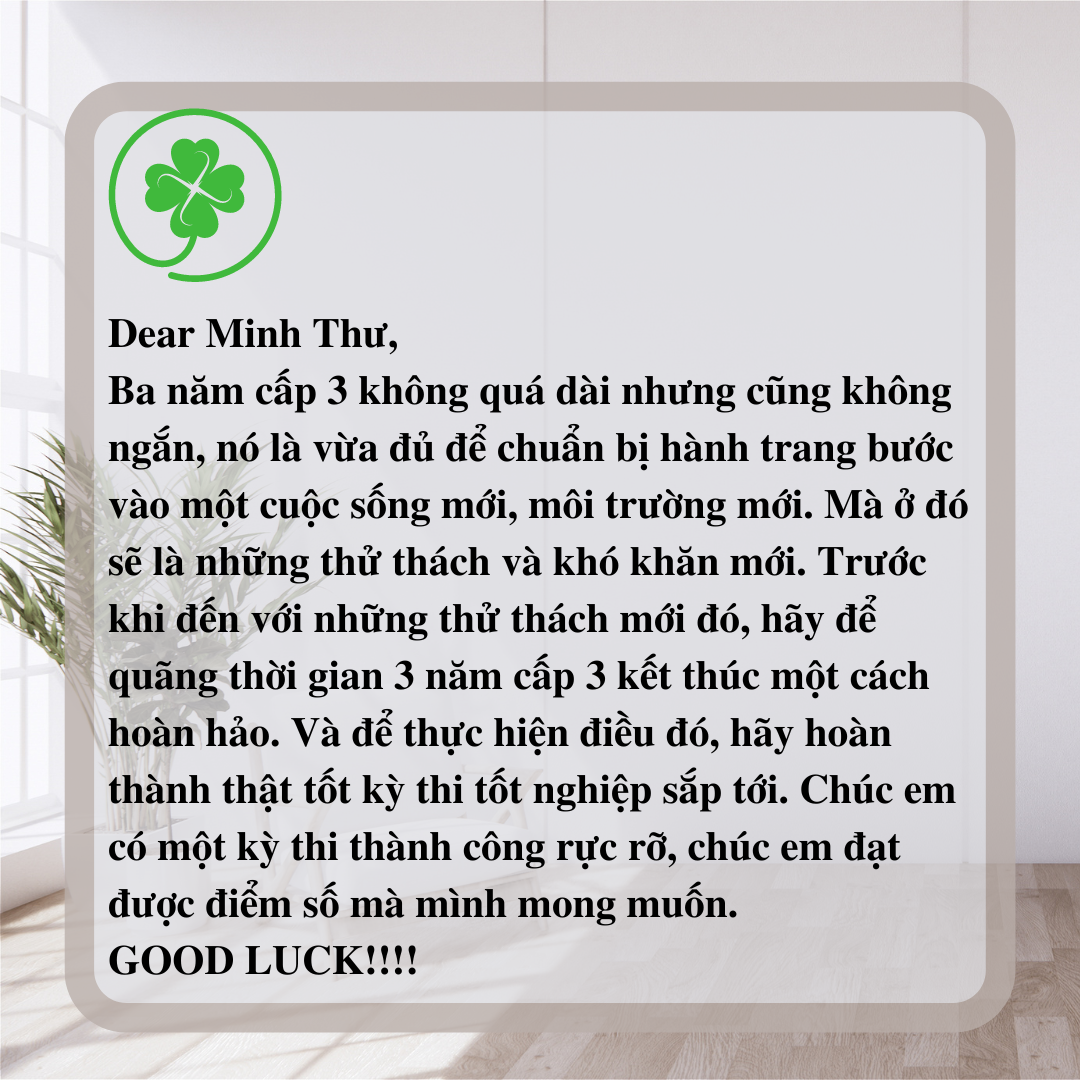 Dear Minh Thư,
Ba năm cấp 3 không quá dài nhưng cũng không
ngắn, nó là vừa đủ để chuẩn bị hành trang bước
vào một cuộc sống mới, môi trường mới. Mà ở đó
sẽ là những thử thách và khó khăn mới. Trước
khi đến với những thử thách mới đó, hãy để
quãng thời gian 3 năm cấp 3 kết thúc một cách
hoàn hảo. Và để thực hiện điều đó, hãy hoàn
thành thật tốt kỳ thi tốt nghiệp sắp tới. Chúc em
có một kỳ thi thành công rực rỡ, chúc em đạt
được điểm số mà mình mong muốn.
GOOD LUCK!!!!